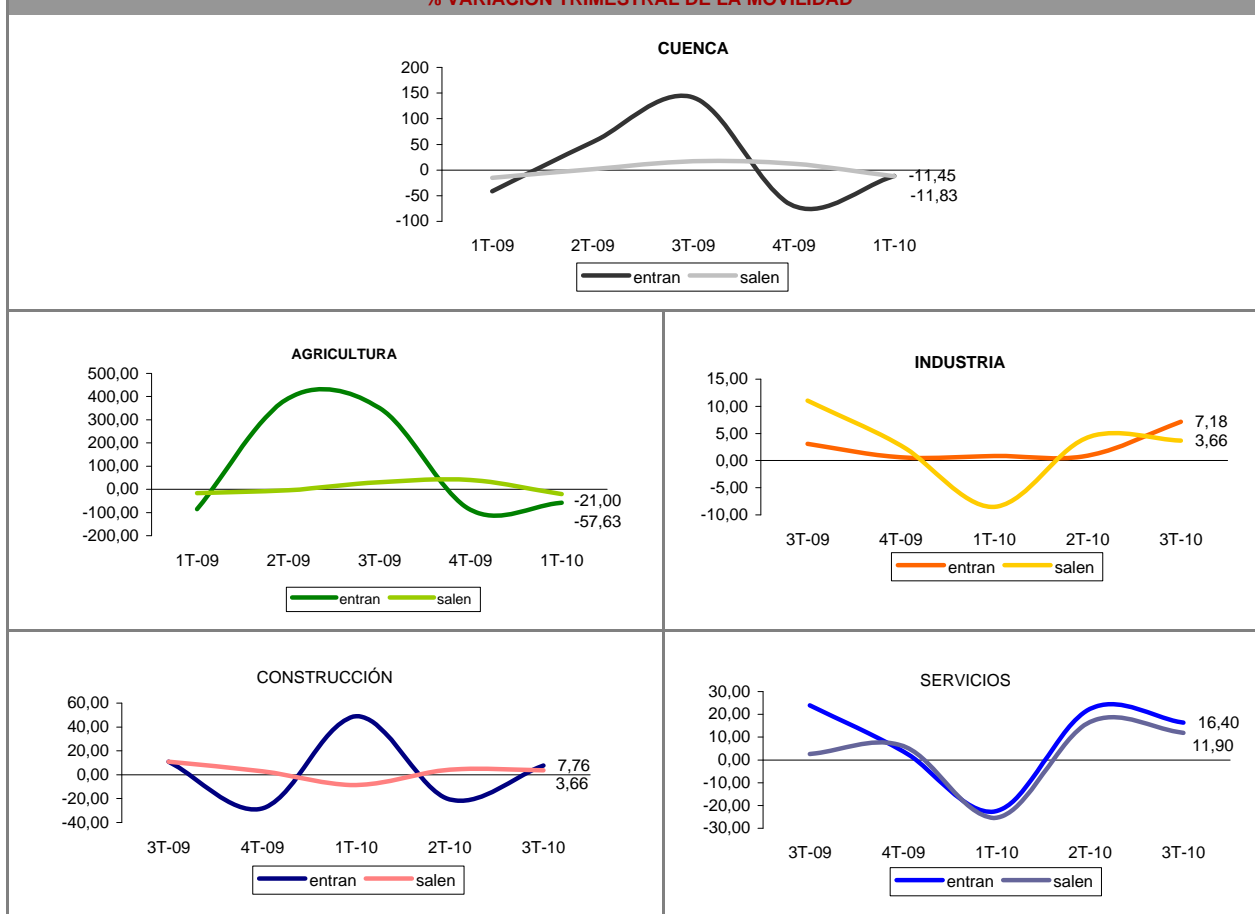 % VARIACIÓN TRIMESTRAL DE LA MOVILIDAD
CUENCA
200
150
100
50
0
-50
-100
-11,45
-11,83
1T-09 2T-09 3T-09 4T-09 1T-10
entran salen
AGRICULTURA
500,00
400,00
300,00
200,00
100,00
0,00
-100,00
-200,00
-21,00
-57,63
1T-09 2T-09 3T-09 4T-09 1T-10
entran salen
INDUSTRIA
15,00
10,00
5,00
0,00
-5,00
-10,00
7,18
3,66
3T-09 4T-09 1T-10 2T-10 3T-10
entran salen
CONSTRUCCIÓN
60,00
40,00
20,00
0,00
-20,00
-40,00
7,76
3,66
3T-09 4T-09 1T-10 2T-10 3T-10
entran salen
SERVICIOS
30,00
20,00
10,00
0,00
-10,00
-20,00
-30,00
16,40
11,90
3T-09 4T-09 1T-10 2T-10 3T-10
entran salen